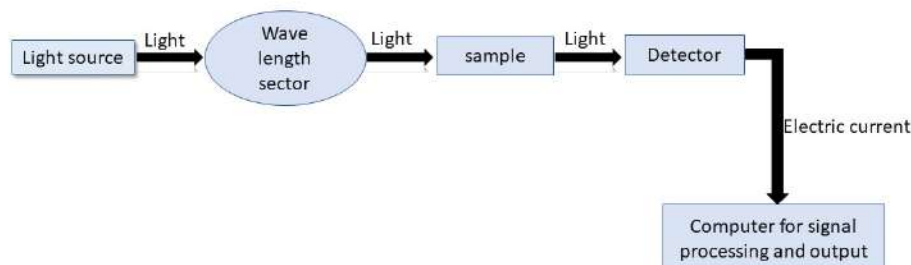 Light source
Light
Wave
length
sector
Light
sample
Light
Detector
Electric current
Computer for signal
processing and output